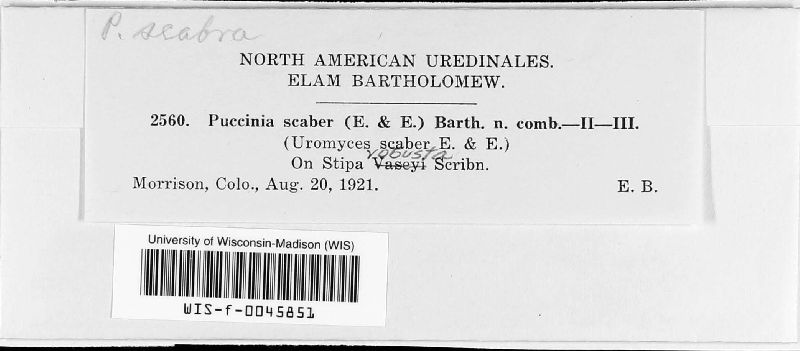 P. scabra
NORTH AMERICAN UREDINALES.
ELAM BARTHOLOMEW.
2560. Puccinia scaber (E. & E.) Barth. n. comb.—II—III.
(Uromyces scaber E. & E.)
robusta
On Stipa Vaseyi Scribn.
Morrison, Colo., Aug. 20, 1921. E. B.
University of Wisconsin-Madison (WIS)
WIS-f-0045851